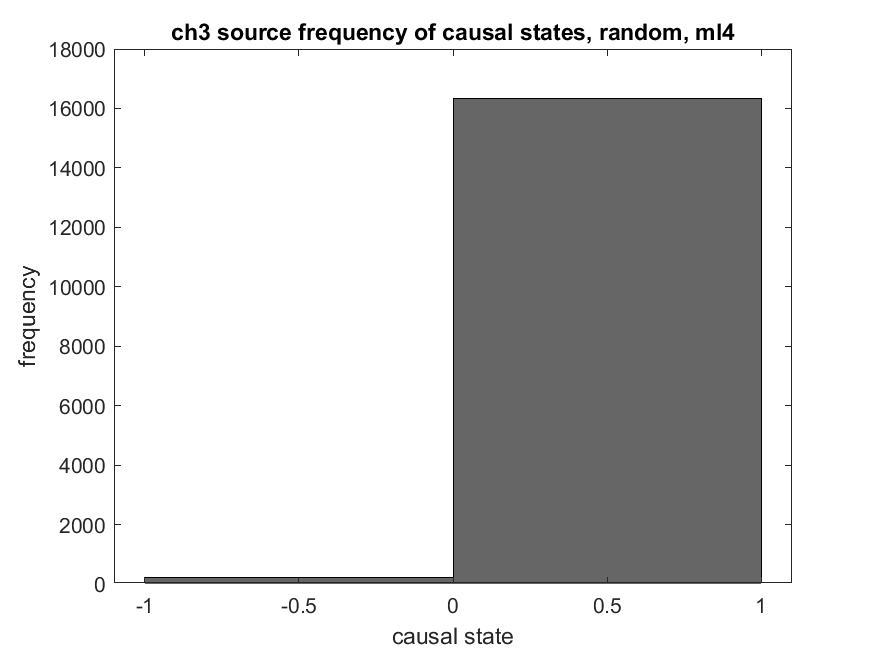 ch3 source frequency of causal states, random, ml4
18000
16000
14000
12000
10000
8000
6000
4000
2000
0
frequency
-1 -0.5 0 0.5 1
causal state